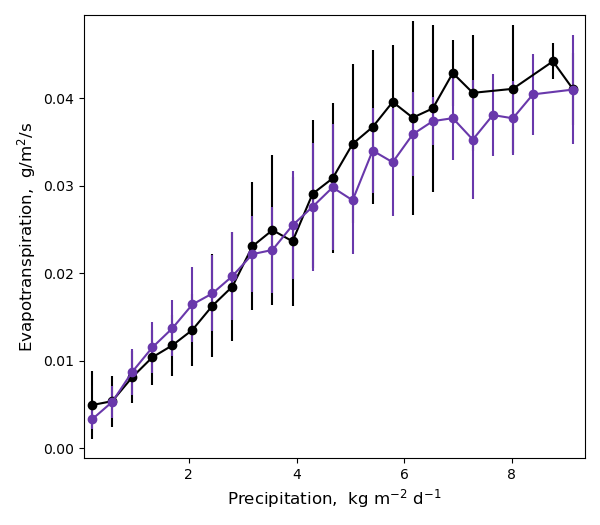 0.04
0.03
0.02
0.01
0.00
Evapotranspiration,  g/m²/s
2 4 6 8
Precipitation,  kg m⁻² d⁻¹